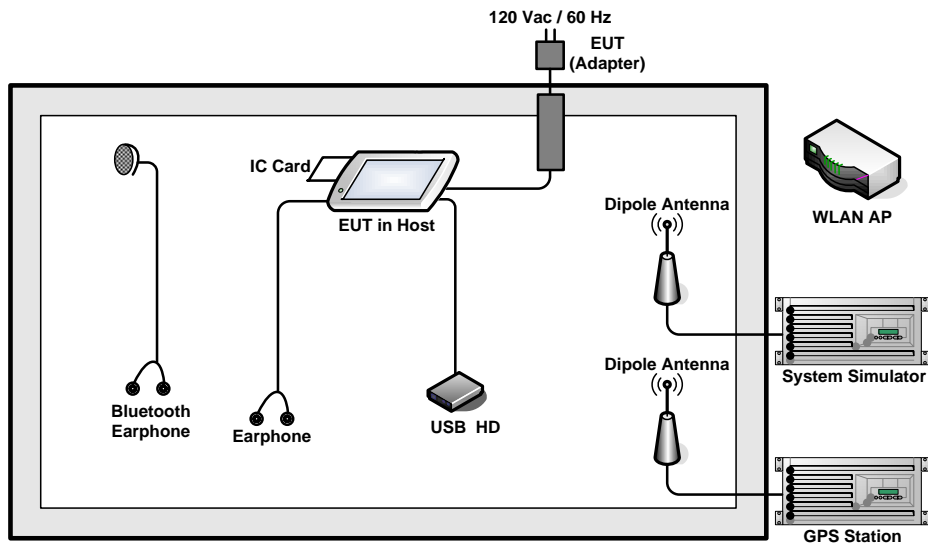 120 Vac / 60 Hz
EUT
(Adapter)
IC Card
EUT in Host
Dipole Antenna
WLAN AP
Dipole Antenna
System Simulator
Bluetooth
Earphone
Earphone
USB HD
GPS Station